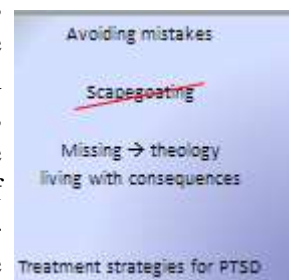 Avoiding mistakes
Scapegoating
Missing → theology
living with consequences
Treatment strategies for PTSD